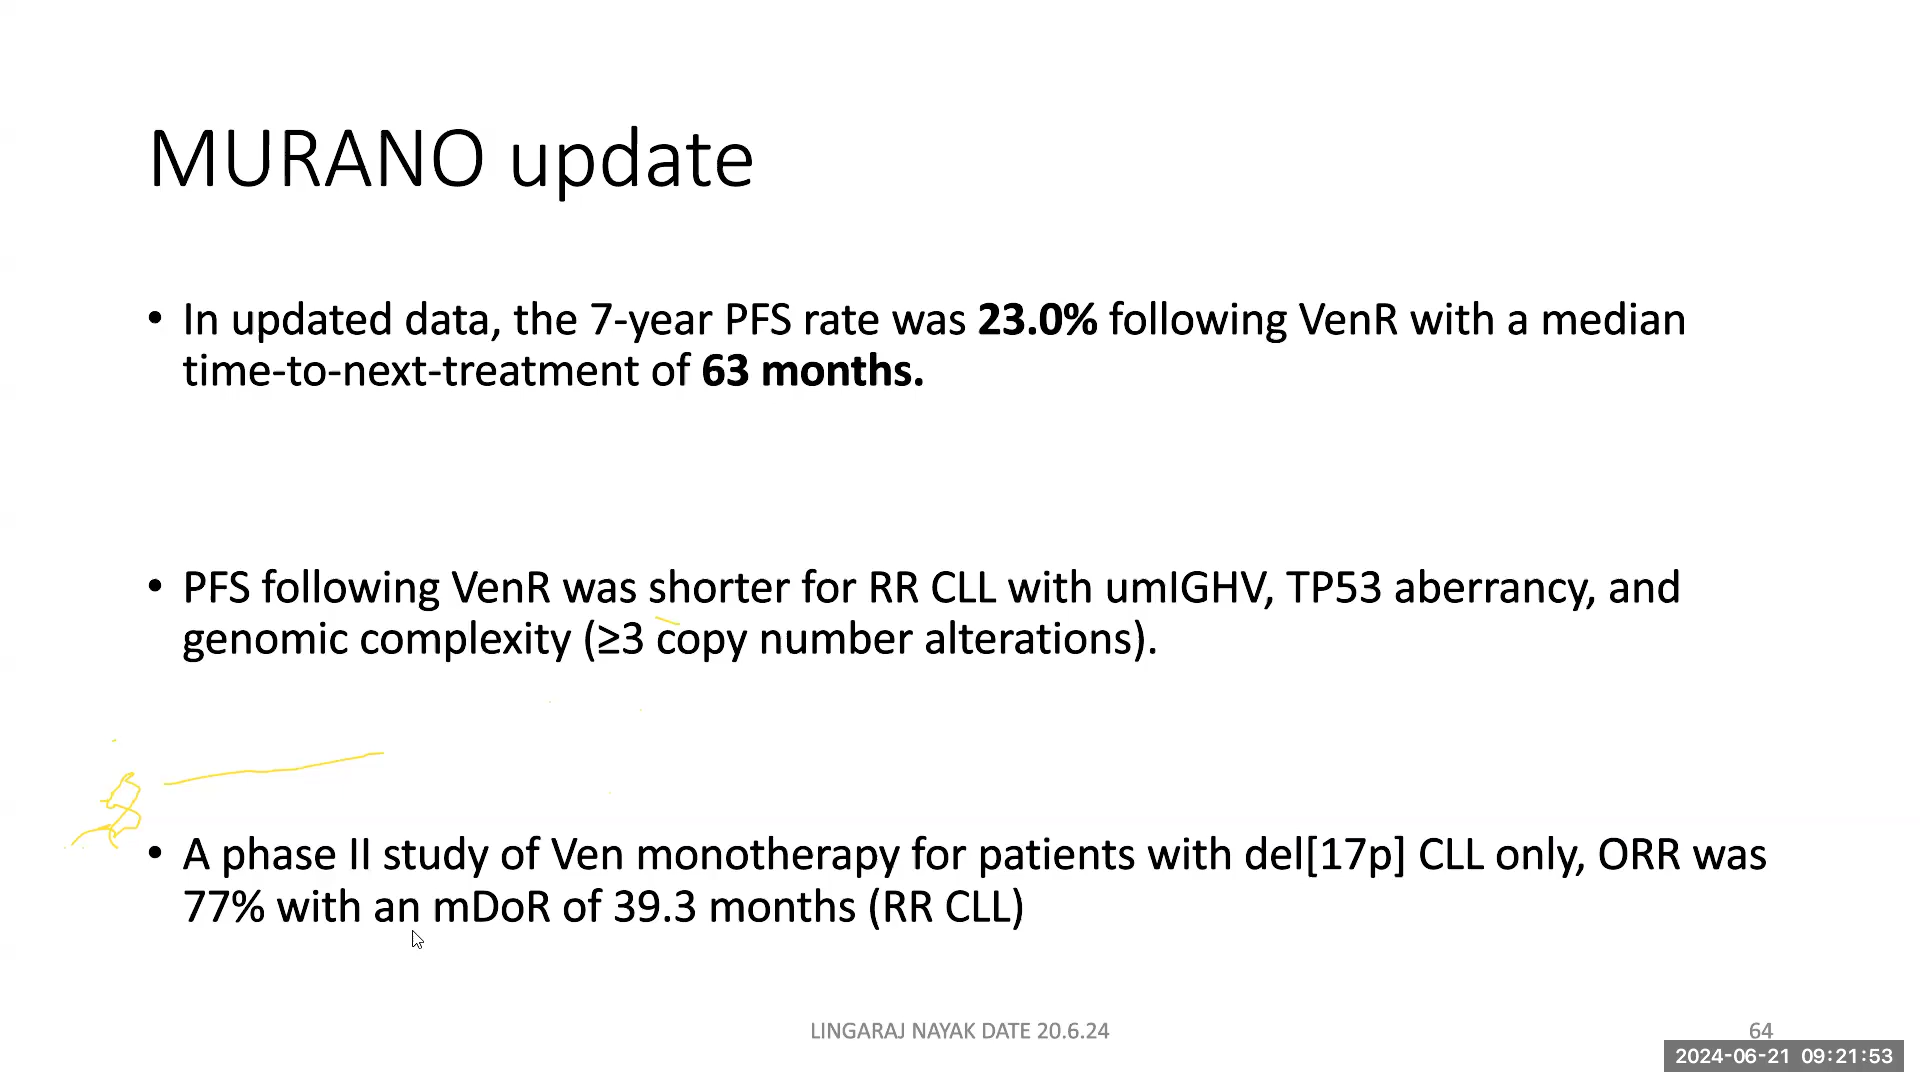 MURANO update
• In updated data, the 7-year PFS rate was 23.0% following VenR with a median
time-to-next-treatment of 63 months.
• PFS following VenR was shorter for RR CLL with umIGHV, TP53 aberrancy, and
genomic complexity (≥3 copy number alterations).
• A phase II study of Ven monotherapy for patients with del[17p] CLL only, ORR was
77% with an mDoR of 39.3 months (RR CLL)
LINGARAJ NAYAK DATE 20.6.24
64
2024-06-21 09:21:53